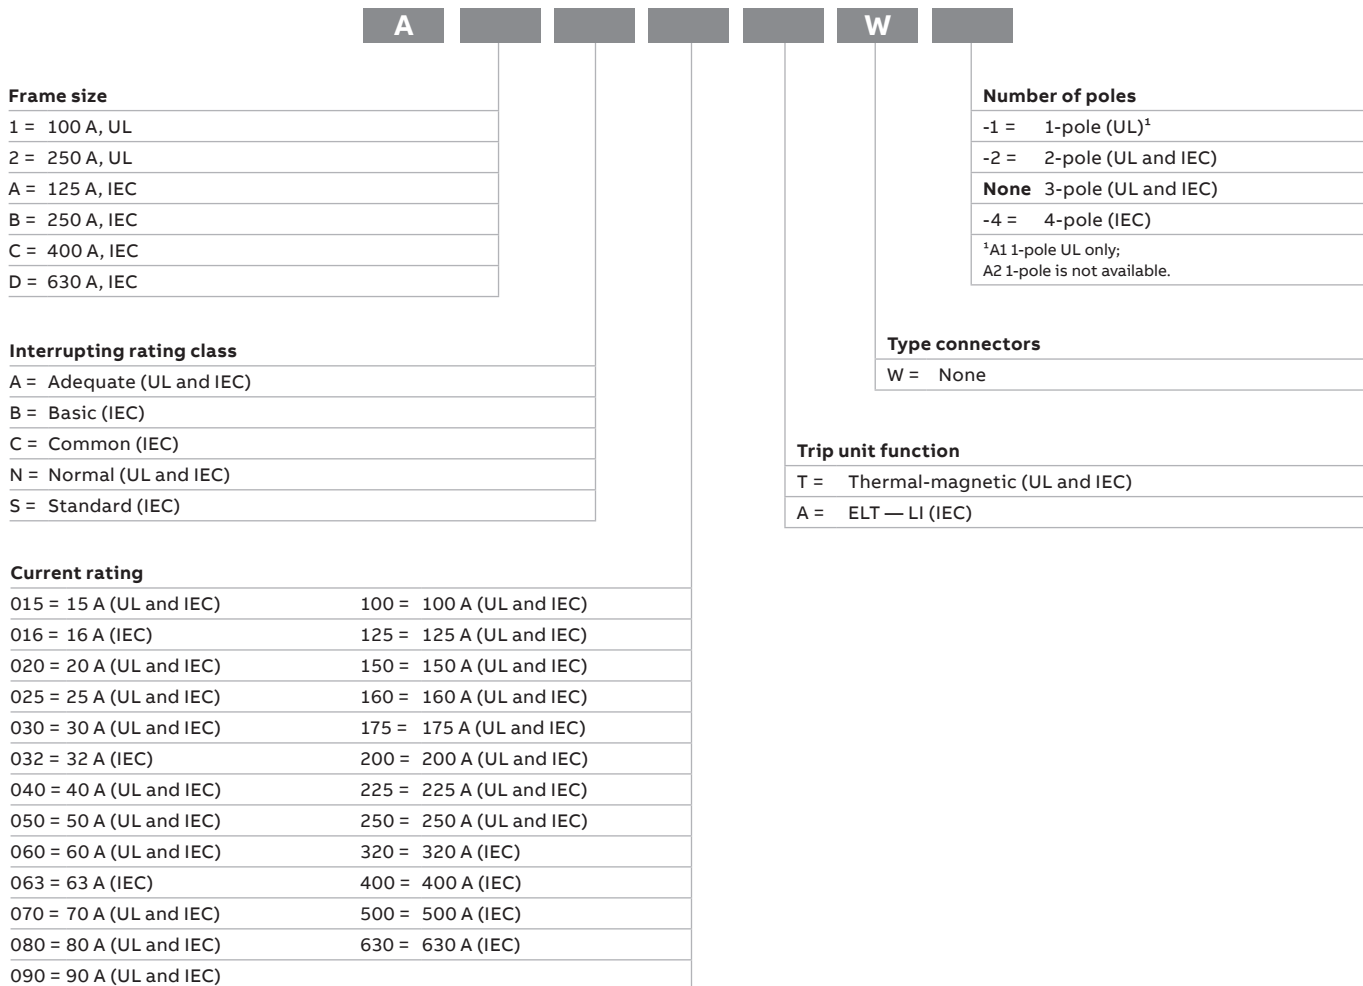 A W
Frame size
1 = 100 A, UL
2 = 250 A, UL
A = 125 A, IEC
B = 250 A, IEC
C = 400 A, IEC
D = 630 A, IEC
Number of poles
-1 = 1-pole (UL)¹
-2 = 2-pole (UL and IEC)
None 3-pole (UL and IEC)
-4 = 4-pole (IEC)
¹A1 1-pole UL only;
A2 1-pole is not available.
Interrupting rating class
A = Adequate (UL and IEC)
B = Basic (IEC)
C = Common (IEC)
N = Normal (UL and IEC)
S = Standard (IEC)
Type connectors
W = None
Trip unit function
T = Thermal-magnetic (UL and IEC)
A = ELT — LI (IEC)
Current rating
015 = 15 A (UL and IEC) 100 = 100 A (UL and IEC)
016 = 16 A (IEC) 125 = 125 A (UL and IEC)
020 = 20 A (UL and IEC) 150 = 150 A (UL and IEC)
025 = 25 A (UL and IEC) 160 = 160 A (UL and IEC)
030 = 30 A (UL and IEC) 175 = 175 A (UL and IEC)
032 = 32 A (IEC) 200 = 200 A (UL and IEC)
040 = 40 A (UL and IEC) 225 = 225 A (UL and IEC)
050 = 50 A (UL and IEC) 250 = 250 A (UL and IEC)
060 = 60 A (UL and IEC) 320 = 320 A (IEC)
063 = 63 A (IEC) 400 = 400 A (IEC)
070 = 70 A (UL and IEC) 500 = 500 A (IEC)
080 = 80 A (UL and IEC) 630 = 630 A (IEC)
090 = 90 A (UL and IEC)